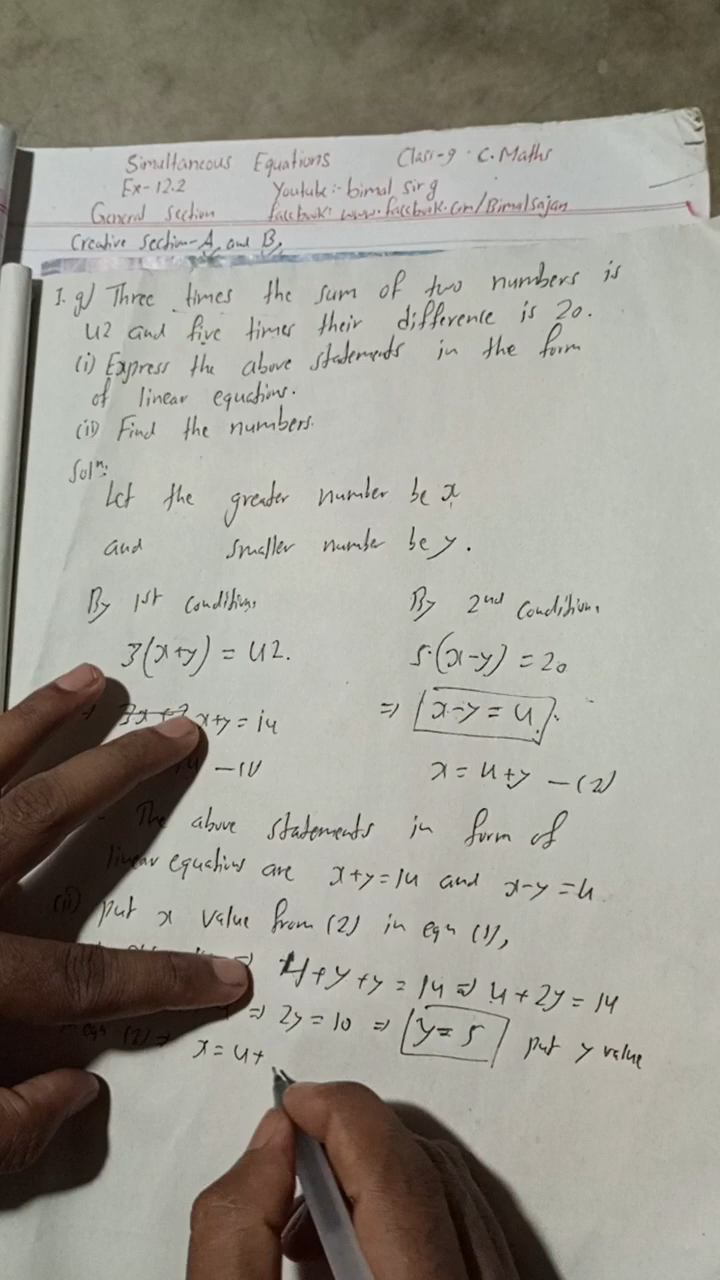 Simultaneous Equations Class-9 C.Maths
Ex-12.2 Youtube:- bimal sir g
General section facebook: www.facebook.com/Bimalsajan
Creative section-A and B,
1. g) Three times the sum of two numbers is
42 and five times their difference is 20.
(i) Express the above statements in the form
of linear equations.
(ii) Find the numbers.
Solⁿ:
Let the greater number be x
and smaller number be y.
By 1st condition, By 2nd condition,
3(x+y) = 42. 5.(x-y) = 20
x+y = 14 ⇒ x-y = 4.
x = 4+y -(2)
The above statements in form of
linear equations are x+y=14 and x-y=4
(ii) put x value from (2) in eqn (1),
4+y+y = 14 ⇒ 4+2y = 14
⇒ 2y = 10 ⇒ y = 5 put y value
in eqn (2) ⇒ x = 4+